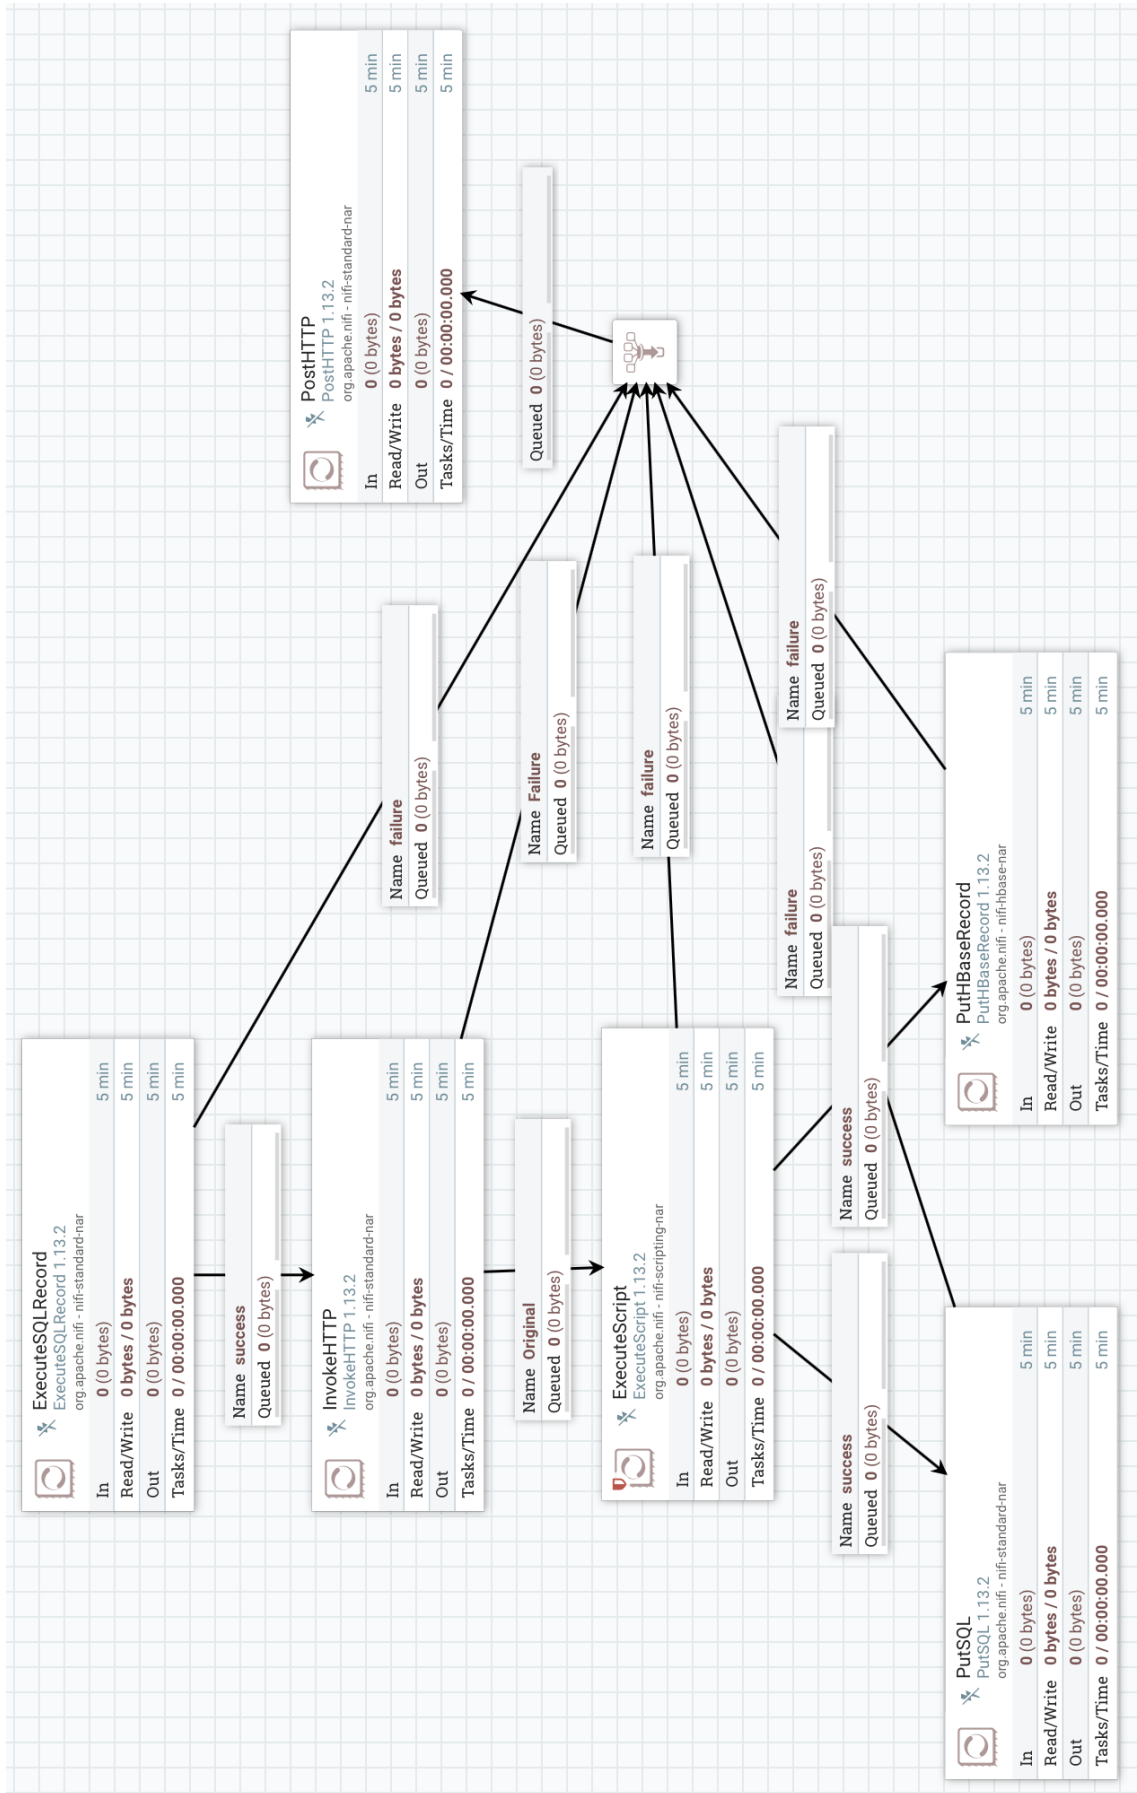 ExecuteSQLRecord
ExecuteSQLRecord 1.13.2
org.apache.nifi - nifi-standard-nar
In 0 (0 bytes) 5 min
Read/Write 0 bytes / 0 bytes 5 min
Out 0 (0 bytes) 5 min
Tasks/Time 0 / 00:00:00.000 5 min
Name success
Queued 0 (0 bytes)
InvokeHTTP
InvokeHTTP 1.13.2
org.apache.nifi - nifi-standard-nar
In 0 (0 bytes) 5 min
Read/Write 0 bytes / 0 bytes 5 min
Out 0 (0 bytes) 5 min
Tasks/Time 0 / 00:00:00.000 5 min
Name Original
Queued 0 (0 bytes)
ExecuteScript
ExecuteScript 1.13.2
org.apache.nifi - nifi-scripting-nar
In 0 (0 bytes) 5 min
Read/Write 0 bytes / 0 bytes 5 min
Out 0 (0 bytes) 5 min
Tasks/Time 0 / 00:00:00.000 5 min
Name success
Queued 0 (0 bytes)
Name success
Queued 0 (0 bytes)
PutSQL
PutSQL 1.13.2
org.apache.nifi - nifi-standard-nar
In 0 (0 bytes) 5 min
Read/Write 0 bytes / 0 bytes 5 min
Out 0 (0 bytes) 5 min
Tasks/Time 0 / 00:00:00.000 5 min
PutHBaseRecord
PutHBaseRecord 1.13.2
org.apache.nifi - nifi-hbase-nar
In 0 (0 bytes) 5 min
Read/Write 0 bytes / 0 bytes 5 min
Out 0 (0 bytes) 5 min
Tasks/Time 0 / 00:00:00.000 5 min
Name failure
Queued 0 (0 bytes)
Name Failure
Queued 0 (0 bytes)
Name failure
Queued 0 (0 bytes)
Name failure
Queued 0 (0 bytes)
Name failure
Queued 0 (0 bytes)
PostHTTP
PostHTTP 1.13.2
org.apache.nifi - nifi-standard-nar
In 0 (0 bytes) 5 min
Read/Write 0 bytes / 0 bytes 5 min
Out 0 (0 bytes) 5 min
Tasks/Time 0 / 00:00:00.000 5 min
Queued 0 (0 bytes)